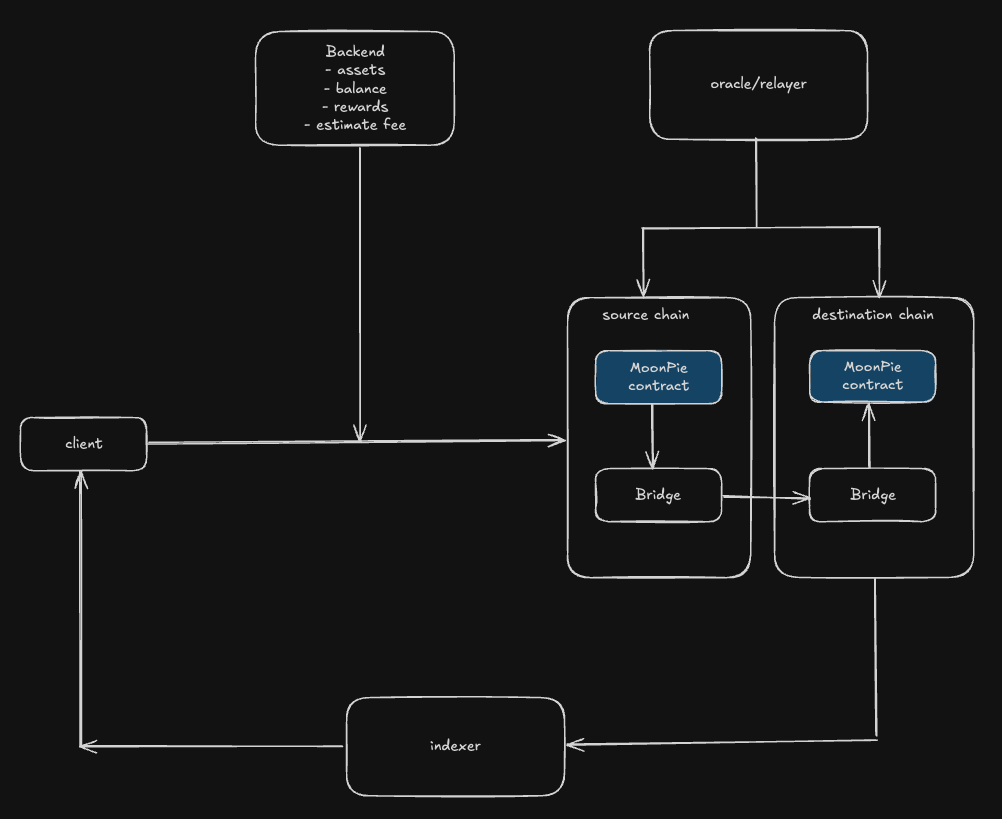 Backend
- assets
- balance
- rewards
- estimate fee
oracle/relayer
source chain
destination chain
MoonPie
contract
MoonPie
contract
client
Bridge
Bridge
indexer